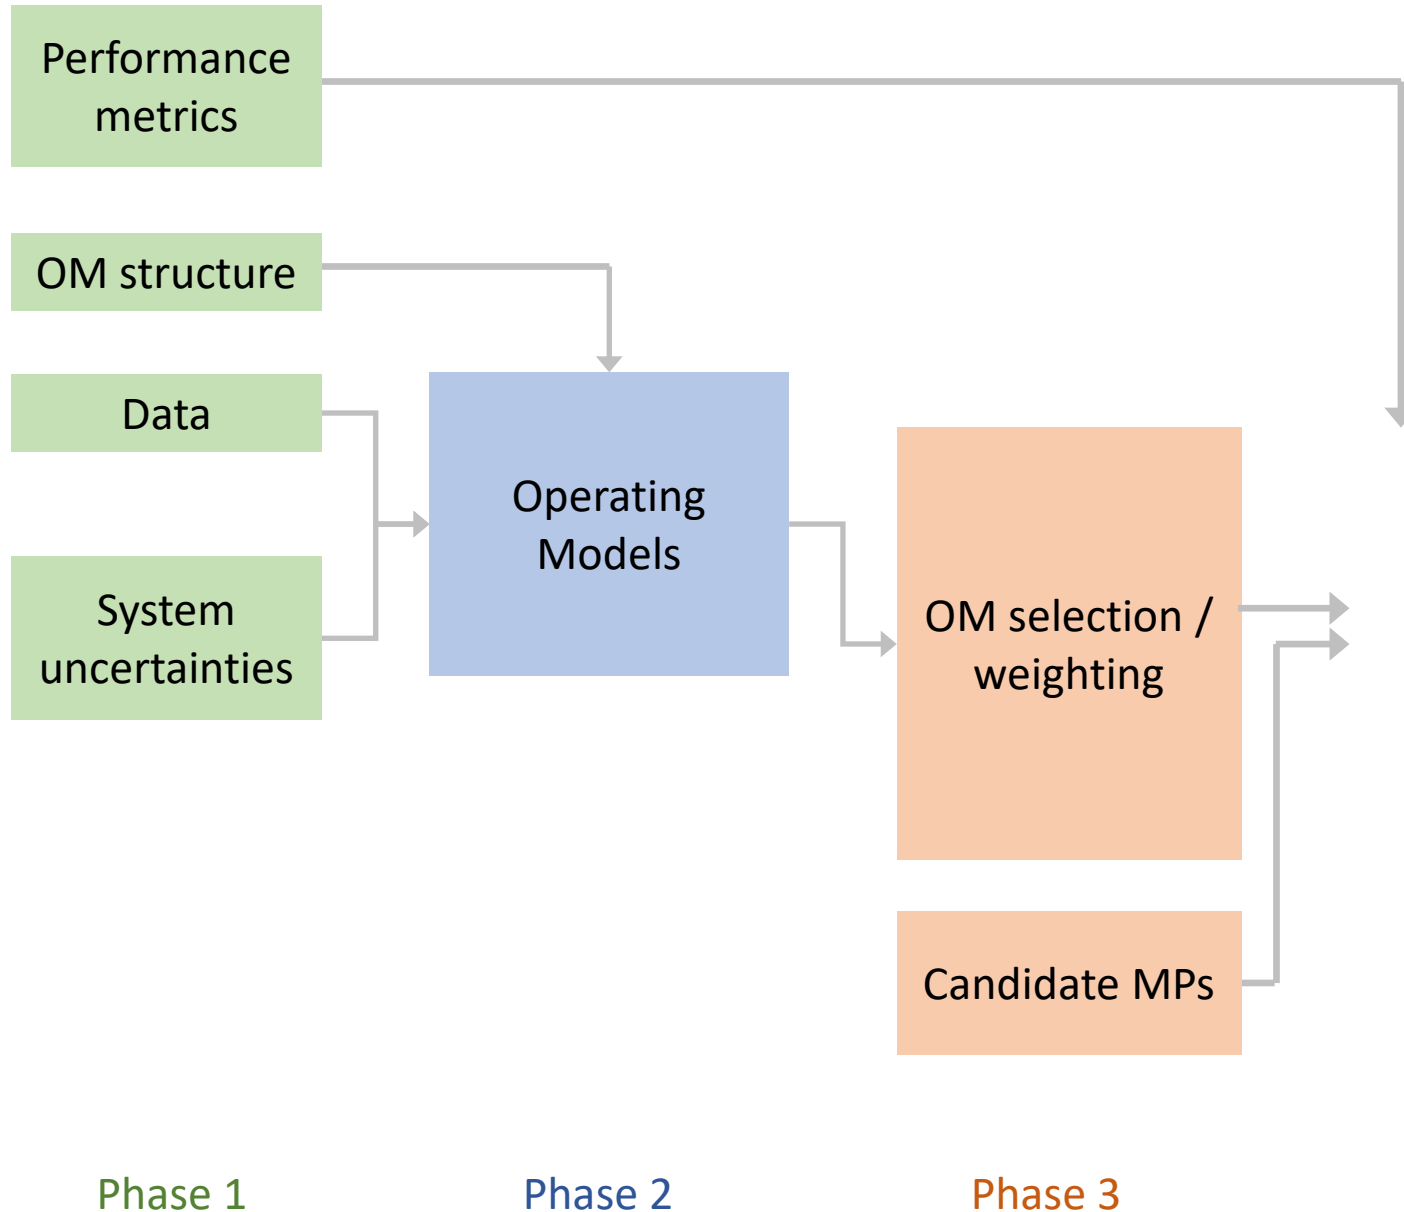 Performance
metrics
OM structure
Data
System
uncertainties
Operating
Models
OM selection /
weighting
Candidate MPs
Phase 1
Phase 2
Phase 3